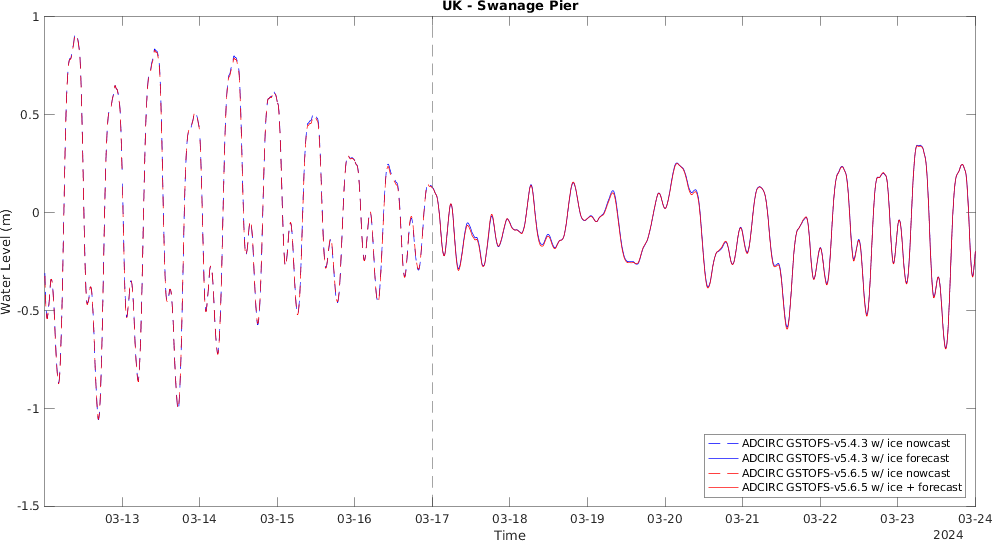 UK - Swanage Pier
1
0.5
0
-0.5
-1
-1.5
Water Level (m)
ADCIRC GSTOFS-v5.4.3 w/ ice nowcast
ADCIRC GSTOFS-v5.4.3 w/ ice forecast
ADCIRC GSTOFS-v5.6.5 w/ ice nowcast
ADCIRC GSTOFS-v5.6.5 w/ ice + forecast
03-13 03-14 03-15 03-16 03-17 03-18 03-19 03-20 03-21 03-22 03-23 03-24
Time
2024